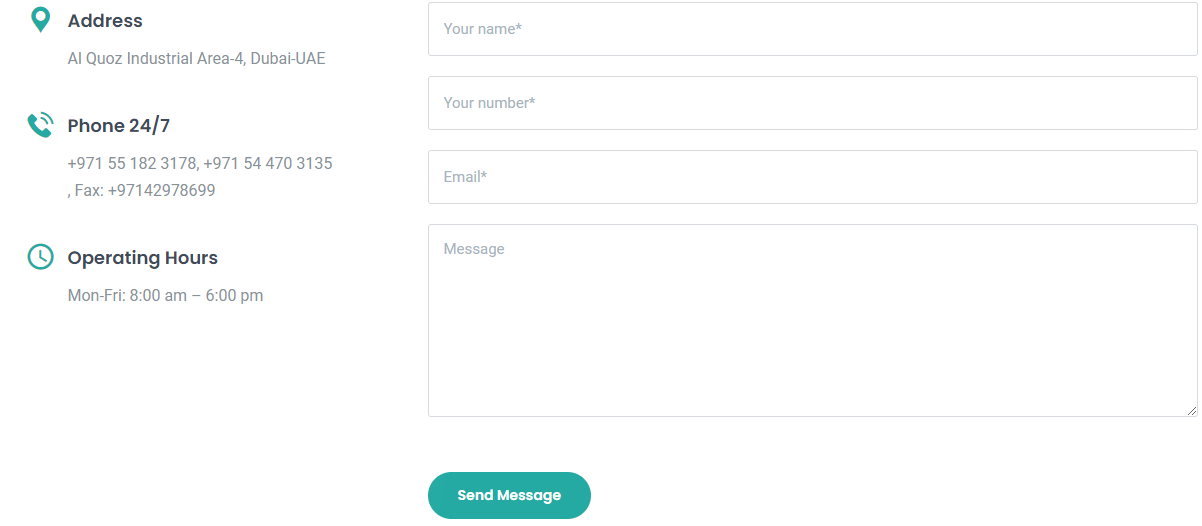 Address
Al Quoz Industrial Area-4, Dubai-UAE
Phone 24/7
+971 55 182 3178, +971 54 470 3135
, Fax: +97142978699
Operating Hours
Mon-Fri: 8:00 am – 6:00 pm
Your name*
Your number*
Email*
Message
Send Message